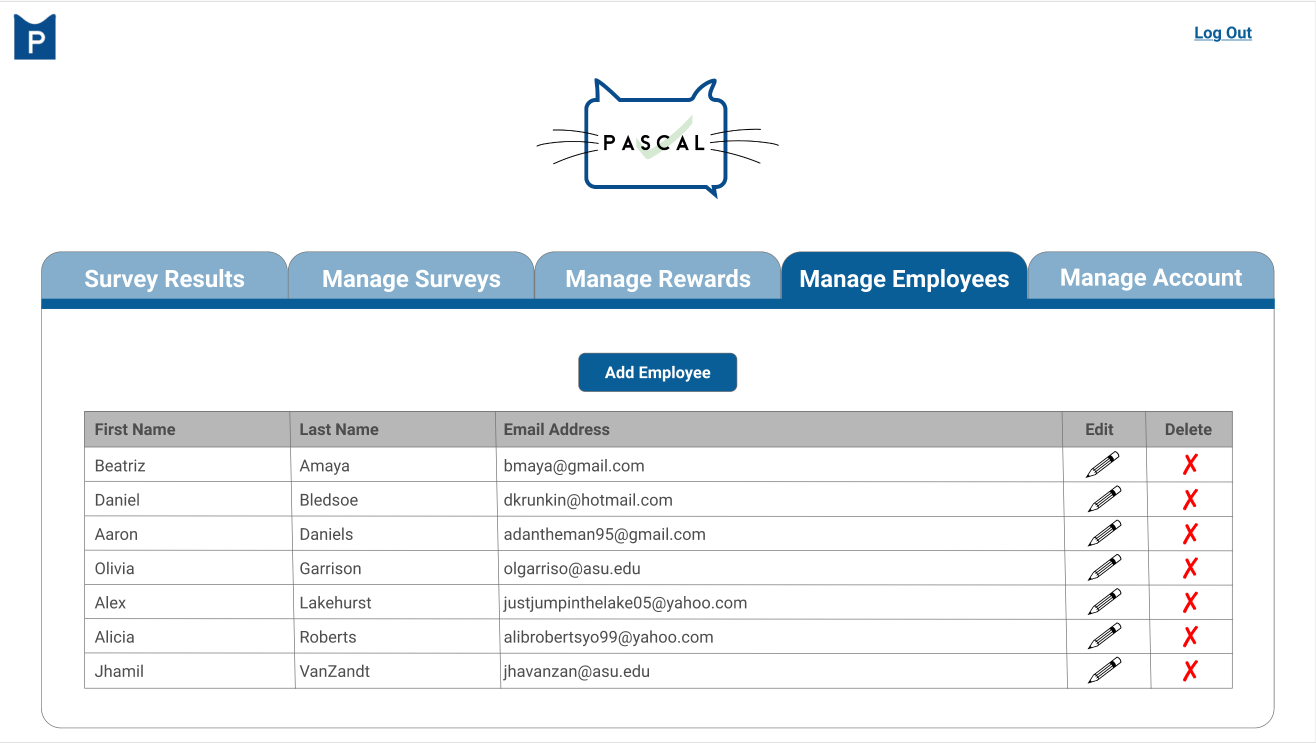 P
Log Out
PASCAL
Survey Results Manage Surveys Manage Rewards Manage Employees Manage Account
Add Employee
First Name Last Name Email Address Edit Delete
Beatriz Amaya bmaya@gmail.com
Daniel Bledsoe dkrunkin@hotmail.com
Aaron Daniels adantheman95@gmail.com
Olivia Garrison olgarriso@asu.edu
Alex Lakehurst justjumpinthelake05@yahoo.com
Alicia Roberts alibrobertsyo99@yahoo.com
Jhamil VanZandt jhavanzan@asu.edu